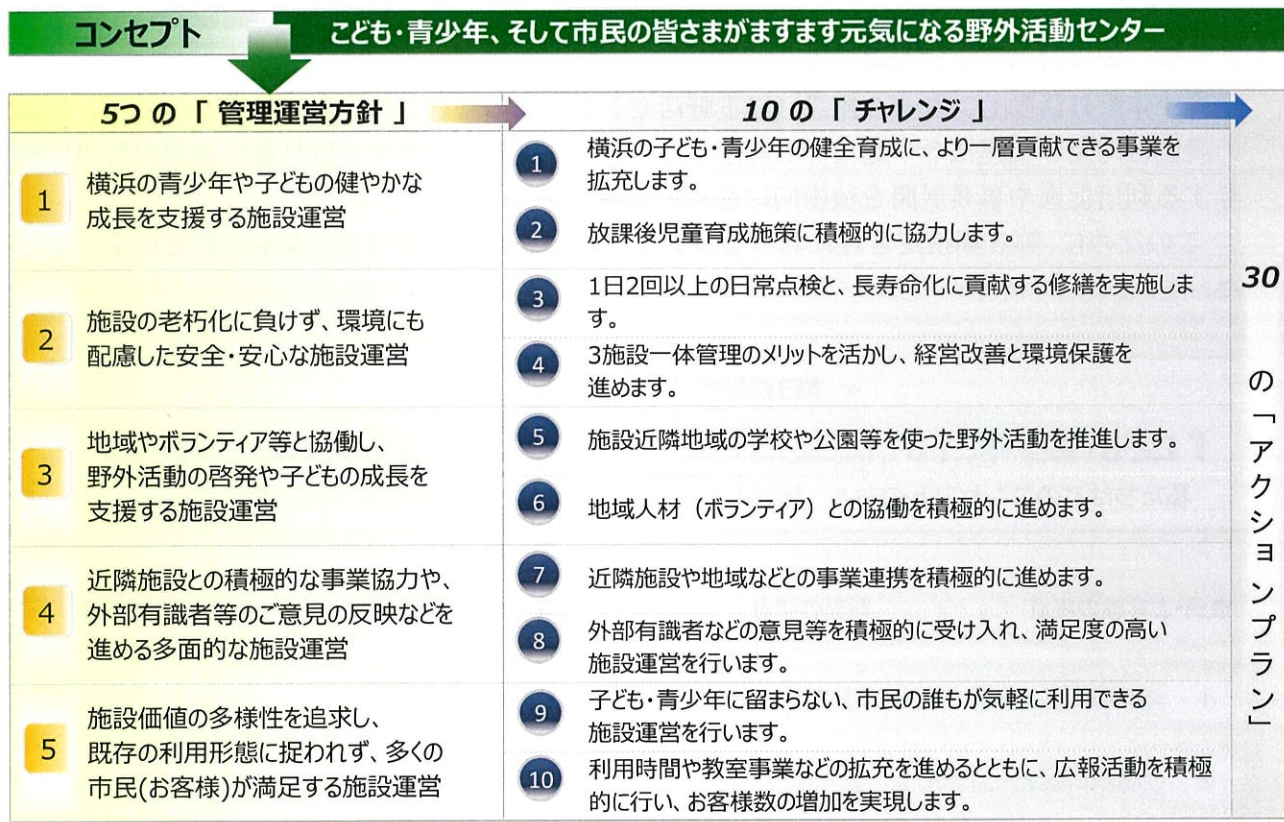 コンセプト
こども・青少年、そして市民の皆さまがますます元気になる野外活動センター
5つ の 「 管理運営方針 」
10 の 「 チャレンジ 」
1
横浜の青少年や子どもの健やかな
成長を支援する施設運営
1
横浜の子ども・青少年の健全育成に、より一層貢献できる事業を
拡充します。
2
放課後児童育成施策に積極的に協力します。
2
施設の老朽化に負けず、環境にも
配慮した安全・安心な施設運営
3
1日2回以上の日常点検と、長寿命化に貢献する修繕を実施しま
す。
4
3施設一体管理のメリットを活かし、経営改善と環境保護を
進めます。
3
地域やボランティア等と協働し、
野外活動の啓発や子どもの成長を
支援する施設運営
5
施設近隣地域の学校や公園等を使った野外活動を推進します。
6
地域人材（ボランティア）との協働を積極的に進めます。
4
近隣施設との積極的な事業協力や、
外部有識者等のご意見の反映などを
進める多面的な施設運営
7
近隣施設や地域などとの事業連携を積極的に進めます。
8
外部有識者などの意見等を積極的に受け入れ、満足度の高い
施設運営を行います。
5
施設価値の多様性を追求し、
既存の利用形態に捉われず、多くの
市民(お客様)が満足する施設運営
9
子ども・青少年に留まらない、市民の誰もが気軽に利用できる
施設運営を行います。
10
利用時間や教室事業などの拡充を進めるとともに、広報活動を積極
的に行い、お客様数の増加を実現します。
30の「アクションプラン」